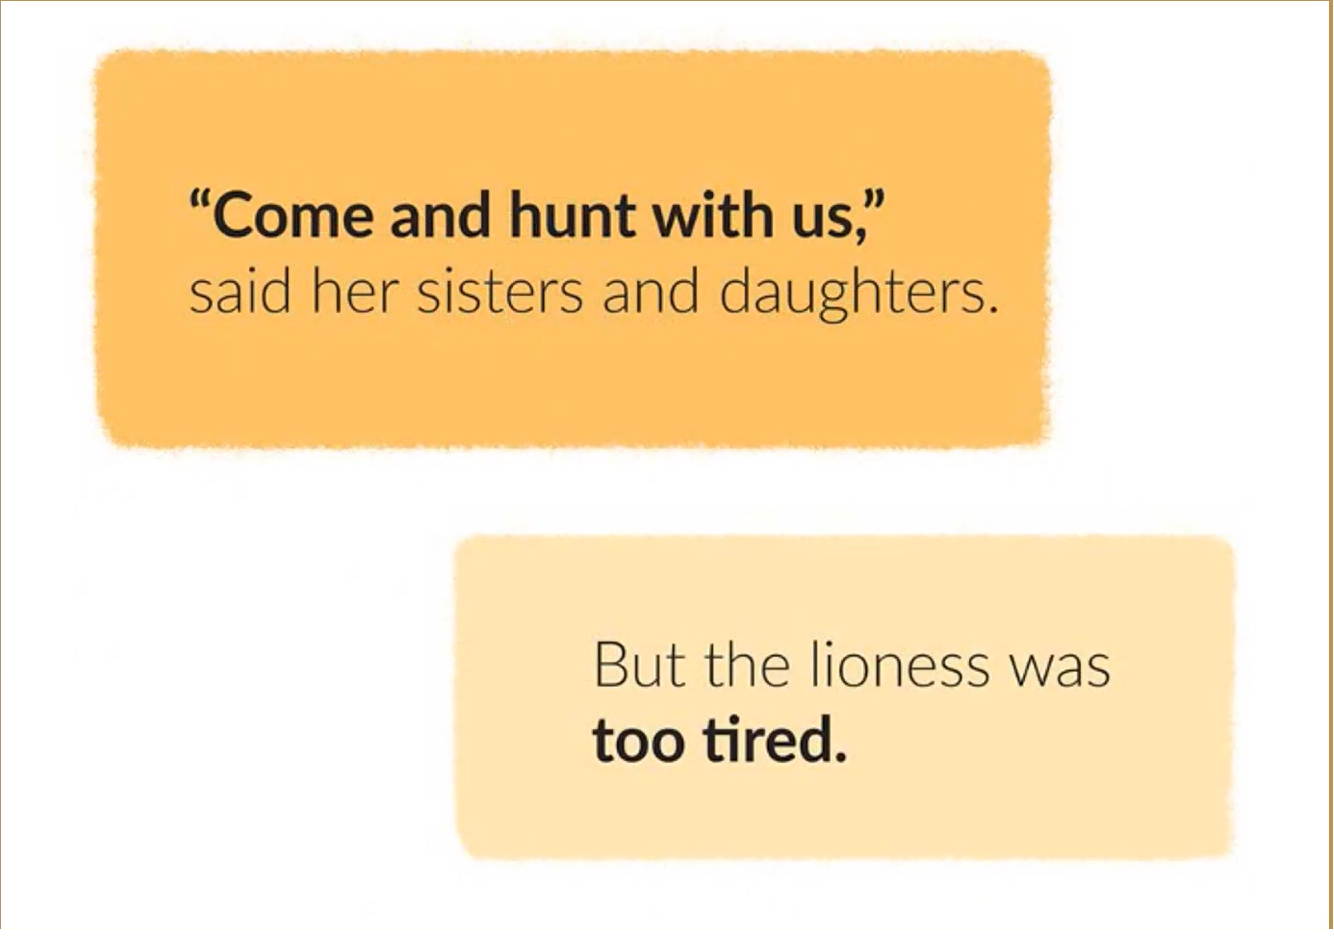 “Come and hunt with us,”
said her sisters and daughters.
But the lioness was
too tired.